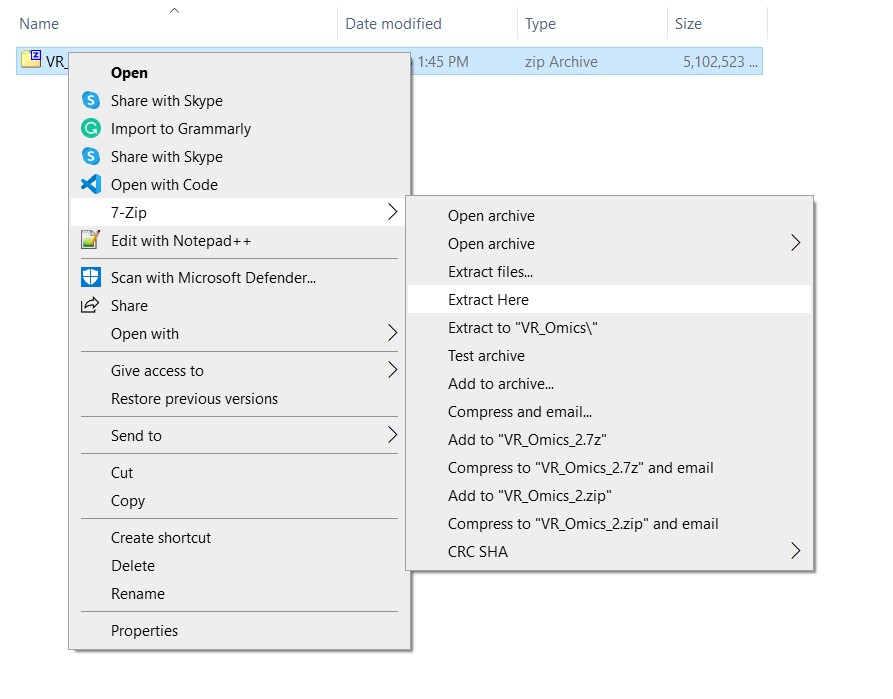 Name Date modified Type Size
VR_ 1:45 PM zip Archive 5,102,523 ...
Open
Share with Skype
Import to Grammarly
Share with Skype
Open with Code
7-Zip
Edit with Notepad++
Scan with Microsoft Defender...
Share
Open with
Give access to
Restore previous versions
Send to
Cut
Copy
Create shortcut
Delete
Rename
Properties
Open archive
Open archive
Extract files...
Extract Here
Extract to "VR_Omics\"
Test archive
Add to archive...
Compress and email...
Add to "VR_Omics_2.7z"
Compress to "VR_Omics_2.7z" and email
Add to "VR_Omics_2.zip"
Compress to "VR_Omics_2.zip" and email
CRC SHA